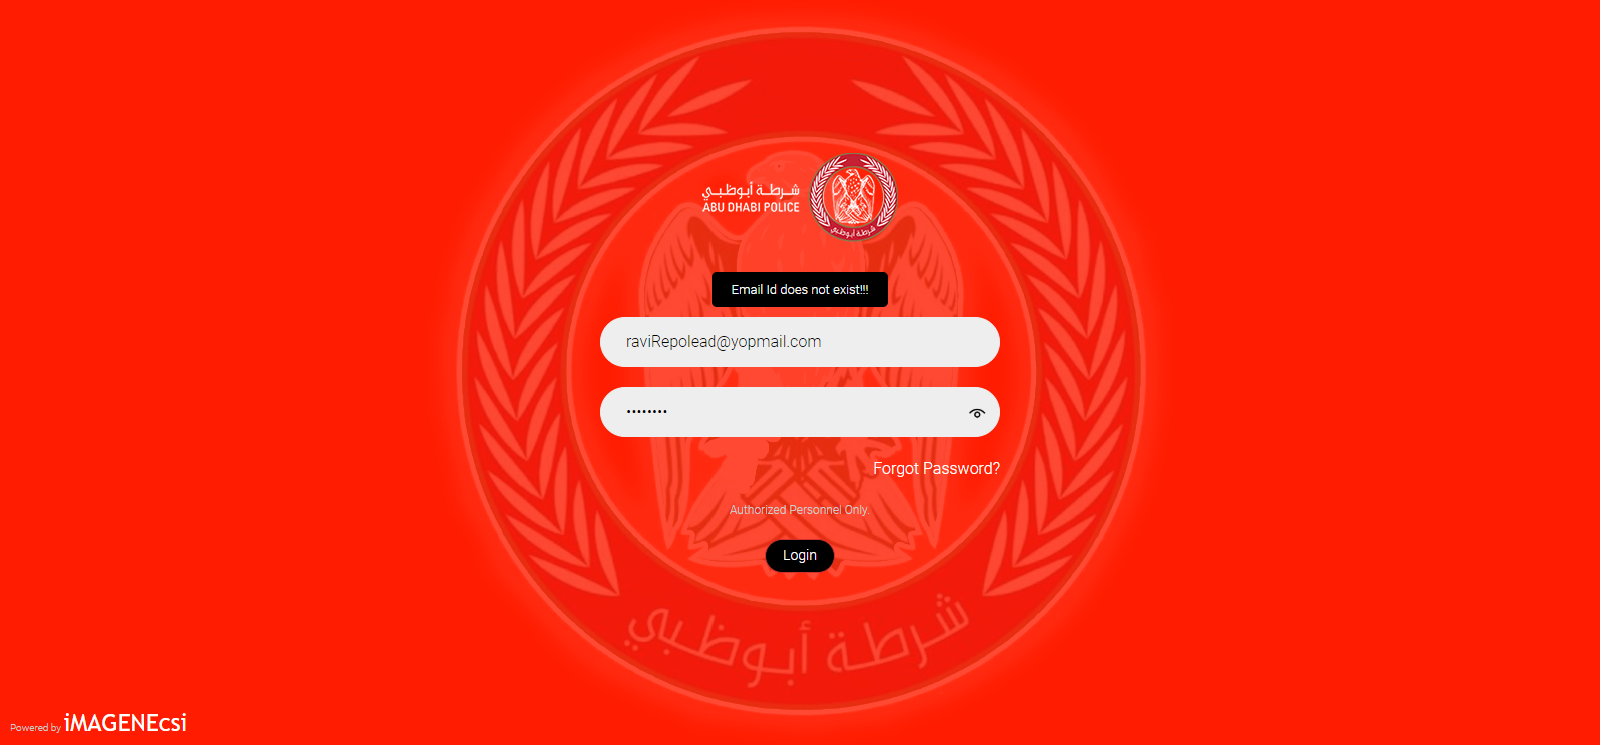 شرطة أبوظبي
ABU DHABI POLICE
شرطة أبوظبي
Email Id does not exist!!!
raviRepolead@yopmail.com
••••••••
Forgot Password?
Authorized Personnel Only.
Login
شرطة أبوظبي
Powered by iMAGENEcsi